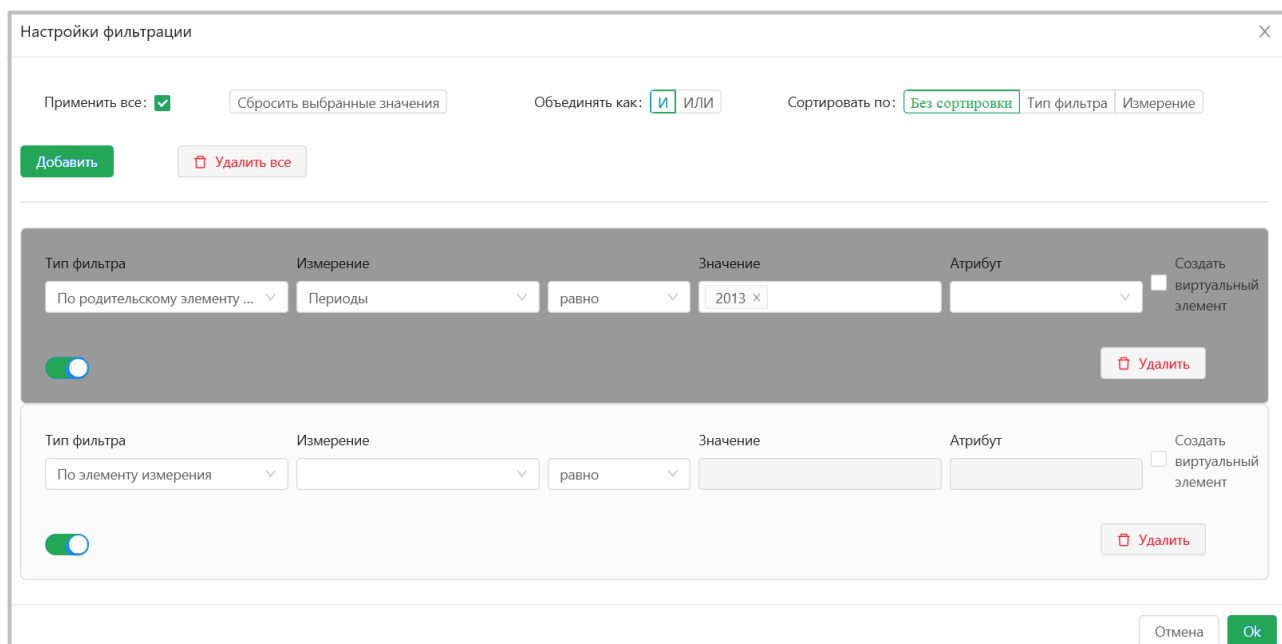 Настройки фильтрации
Применить все: Сбросить выбранные значения Объединять как: И ИЛИ Сортировать по: Без сортировки Тип фильтра Измерение
Добавить Удалить все
Тип фильтра Измерение Значение Атрибут Создать виртуальный элемент
По родительскому элементу ... Периоды равно 2013 ×
Удалить
Тип фильтра Измерение Значение Атрибут Создать виртуальный элемент
По элементу измерения равно
Удалить
Отмена Ok